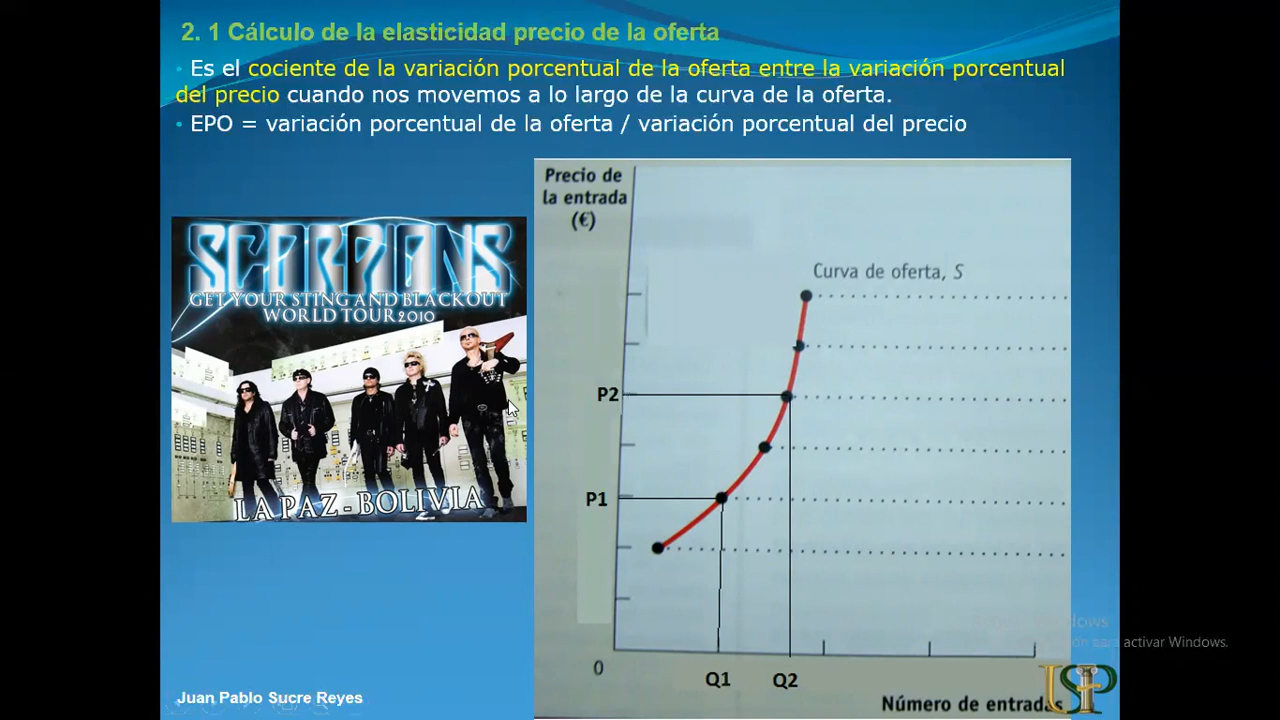 2. 1 Cálculo de la elasticidad precio de la oferta
• Es el cociente de la variación porcentual de la oferta entre la variación porcentual
del precio cuando nos movemos a lo largo de la curva de la oferta.
• EPO = variación porcentual de la oferta / variación porcentual del precio
SCORPIONS
GET YOUR STING AND BLACKOUT
WORLD TOUR 2010
LA PAZ - BOLIVIA
Precio de
la entrada
(€)
Curva de oferta, S
P2
P1
0
Q1
Q2
Número de entradas
para activar Windows.
Juan Pablo Sucre Reyes